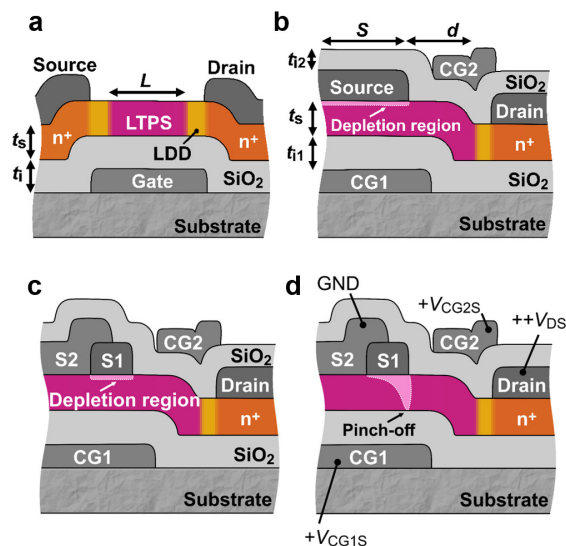 a
Source
L
Drain
tS
n+
LTPS
n+
LDD
ti
Gate
SiO2
Substrate
b
S
d
ti2
CG2
SiO2
Source
tS
Drain
Depletion region
n+
ti1
CG1
SiO2
Substrate
c
CG2
S2
S1
SiO2
Drain
Depletion region
n+
CG1
SiO2
Substrate
d
GND
+VCG2S
++VDS
CG2
SiO2
S2
S1
Drain
n+
Pinch-off
CG1
SiO2
Substrate
+VCG1S